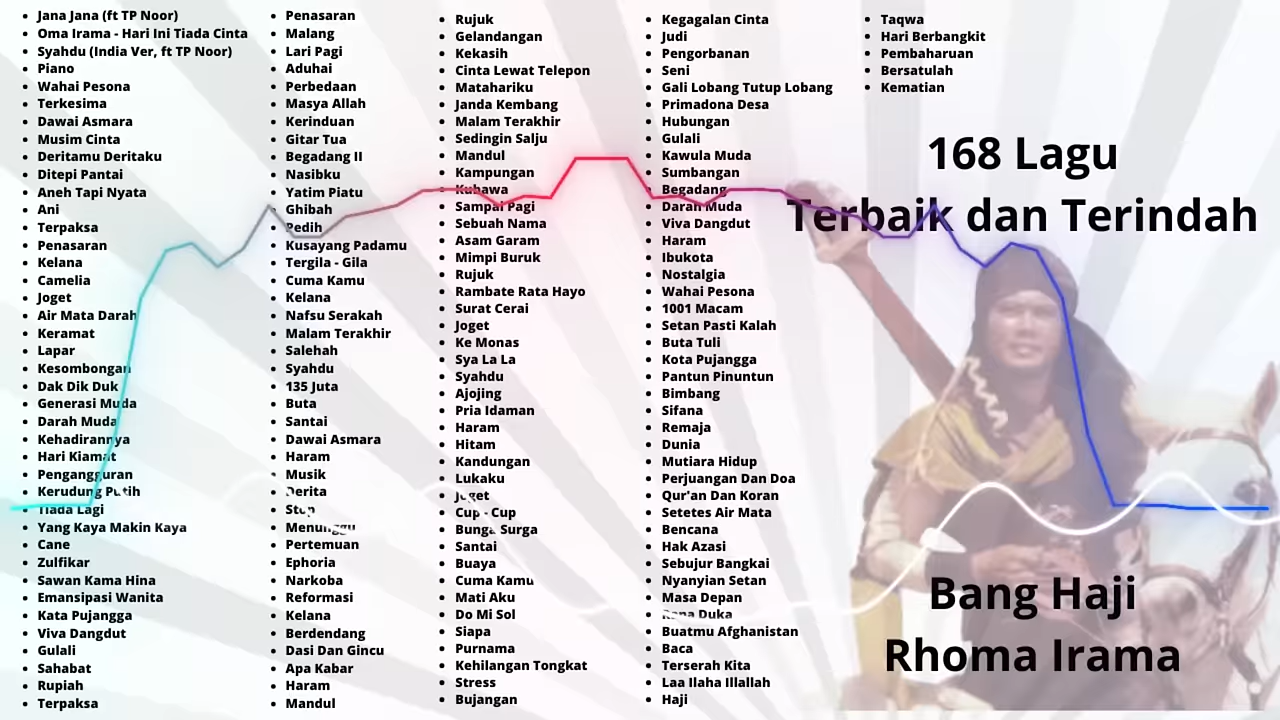 Jana Jana (ft TP Noor)
Oma Irama - Hari Ini Tiada Cinta
Syahdu (India Ver, ft TP Noor)
Piano
Wahai Pesona
Terkesima
Dawai Asmara
Musim Cinta
Deritamu Deritaku
Ditepi Pantai
Aneh Tapi Nyata
Ani
Terpaksa
Penasaran
Kelana
Camelia
Joget
Air Mata Darah
Keramat
Lapar
Kesombongan
Dak Dik Duk
Generasi Muda
Darah Muda
Kehadirannya
Hari Kiamat
Pengangguran
Kerudung Putih
Tiada Lagi
Yang Kaya Makin Kaya
Cane
Zulfikar
Sawan Kama Hina
Emansipasi Wanita
Kata Pujangga
Viva Dangdut
Gulali
Sahabat
Rupiah
Terpaksa
Penasaran
Malang
Lari Pagi
Aduhai
Perbedaan
Masya Allah
Kerinduan
Gitar Tua
Begadang II
Nasibku
Yatim Piatu
Ghibah
Pedih
Kusayang Padamu
Tergila - Gila
Cuma Kamu
Kelana
Nafsu Serakah
Malam Terakhir
Salehah
Syahdu
135 Juta
Buta
Santai
Dawai Asmara
Haram
Musik
Derita
Stop
Menunggu
Pertemuan
Ephoria
Narkoba
Reformasi
Kelana
Berdendang
Dasi Dan Gincu
Apa Kabar
Haram
Mandul
Rujuk
Gelandangan
Kekasih
Cinta Lewat Telepon
Matahariku
Janda Kembang
Malam Terakhir
Sedingin Salju
Mandul
Kampungan
Kubawa
Sampai Pagi
Sebuah Nama
Asam Garam
Mimpi Buruk
Rujuk
Rambate Rata Hayo
Surat Cerai
Joget
Ke Monas
Sya La La
Syahdu
Ajojing
Pria Idaman
Haram
Hitam
Kandungan
Lukaku
Joget
Cup - Cup
Bunga Surga
Santai
Buaya
Cuma Kamu
Mati Aku
Do Mi Sol
Siapa
Purnama
Kehilangan Tongkat
Stress
Bujangan
Kegagalan Cinta
Judi
Pengorbanan
Seni
Gali Lobang Tutup Lobang
Primadona Desa
Hubungan
Gulali
Kawula Muda
Sumbangan
Begadang
Darah Muda
Viva Dangdut
Haram
Ibukota
Nostalgia
Wahai Pesona
1001 Macam
Setan Pasti Kalah
Buta Tuli
Kota Pujangga
Pantun Pinuntun
Bimbang
Sifana
Remaja
Dunia
Mutiara Hidup
Perjuangan Dan Doa
Qur'an Dan Koran
Setetes Air Mata
Bencana
Hak Azasi
Sebujur Bangkai
Nyanyian Setan
Masa Depan
Rana Duka
Buatmu Afghanistan
Baca
Terserah Kita
Laa Ilaha Illallah
Haji
Taqwa
Hari Berbangkit
Pembaharuan
Bersatulah
Kematian
168 Lagu
Terbaik dan Terindah
Bang Haji
Rhoma Irama